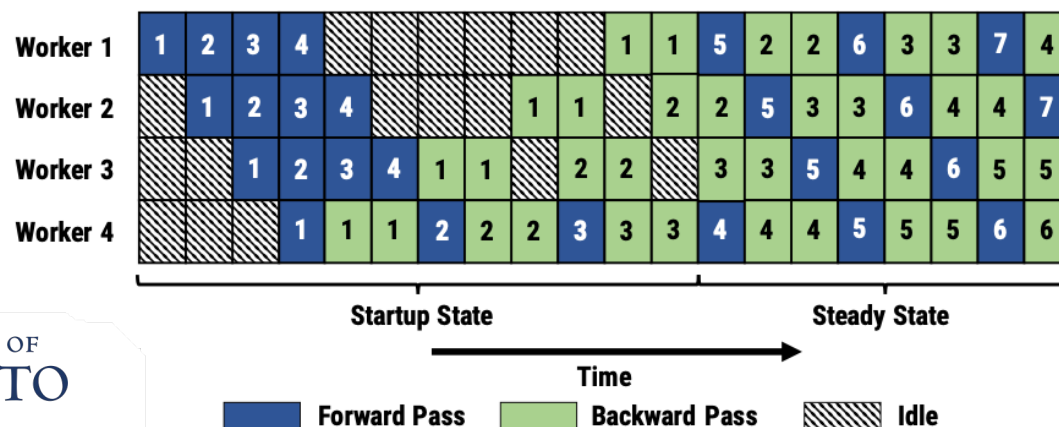 Worker 1 1 2 3 4 1 1 5 2 2 6 3 3 7 4
Worker 2 1 2 3 4 1 1 2 2 5 3 3 6 4 4 7
Worker 3 1 2 3 4 1 1 2 2 3 3 5 4 4 6 5 5
Worker 4 1 1 1 2 2 2 3 3 3 4 4 4 5 5 5 6 6
Startup State Steady State
Time
OF
TO
Forward Pass Backward Pass Idle